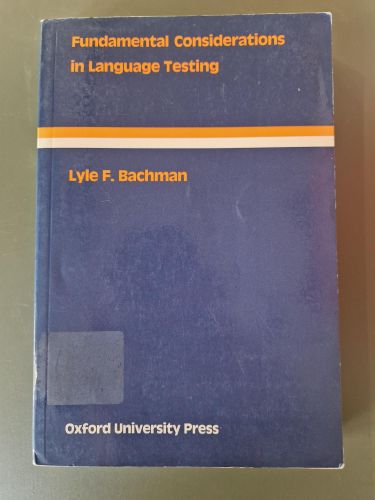 Fundamental Considerations
in Language Testing
Lyle F. Bachman
Oxford University Press